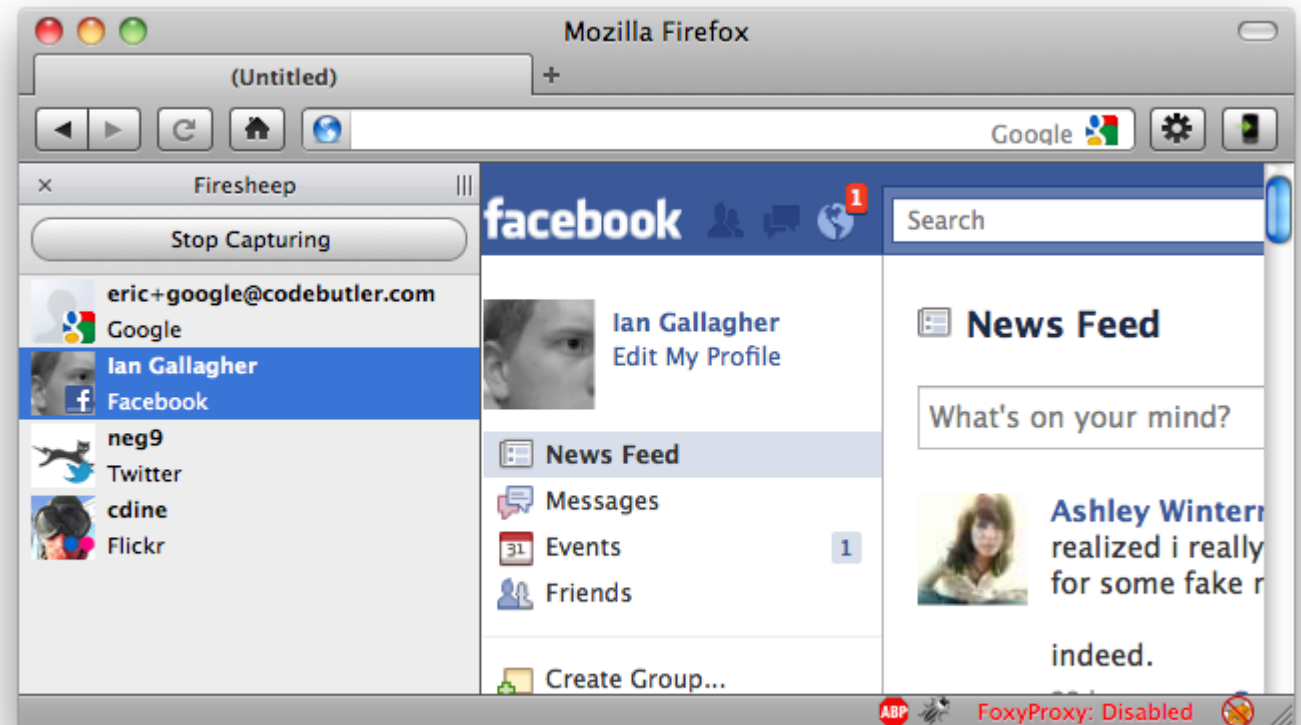 Mozilla Firefox
(Untitled)
+
Google
× Firesheep
Stop Capturing
eric+google@codebutler.com
Google
Ian Gallagher
f Facebook
neg9
Twitter
cdine
Flickr
facebook 1 Search
Ian Gallagher
Edit My Profile
News Feed
Messages
31 Events 1
Friends
Create Group...
News Feed
What's on your mind?
Ashley
realized i really
for some fake
indeed.
ABP FoxyProxy: Disabled